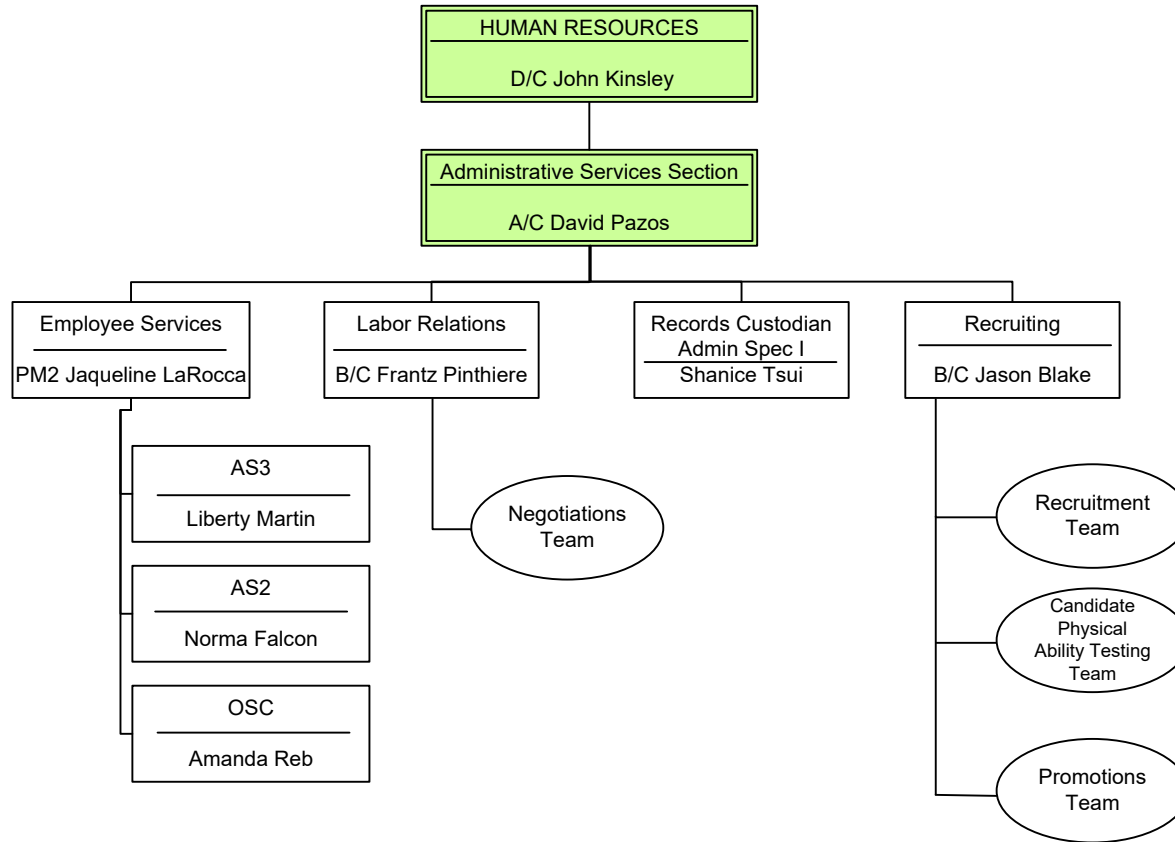 HUMAN RESOURCES
D/C John Kinsley
Administrative Services Section
A/C David Pazos
Employee Services
PM2 Jaqueline LaRocca
Labor Relations
B/C Frantz Pinthiere
Records Custodian
Admin Spec I
Shanice Tsui
Recruiting
B/C Jason Blake
AS3
Liberty Martin
AS2
Norma Falcon
OSC
Amanda Reb
Negotiations
Team
Recruitment
Team
Candidate
Physical
Ability Testing
Team
Promotions
Team